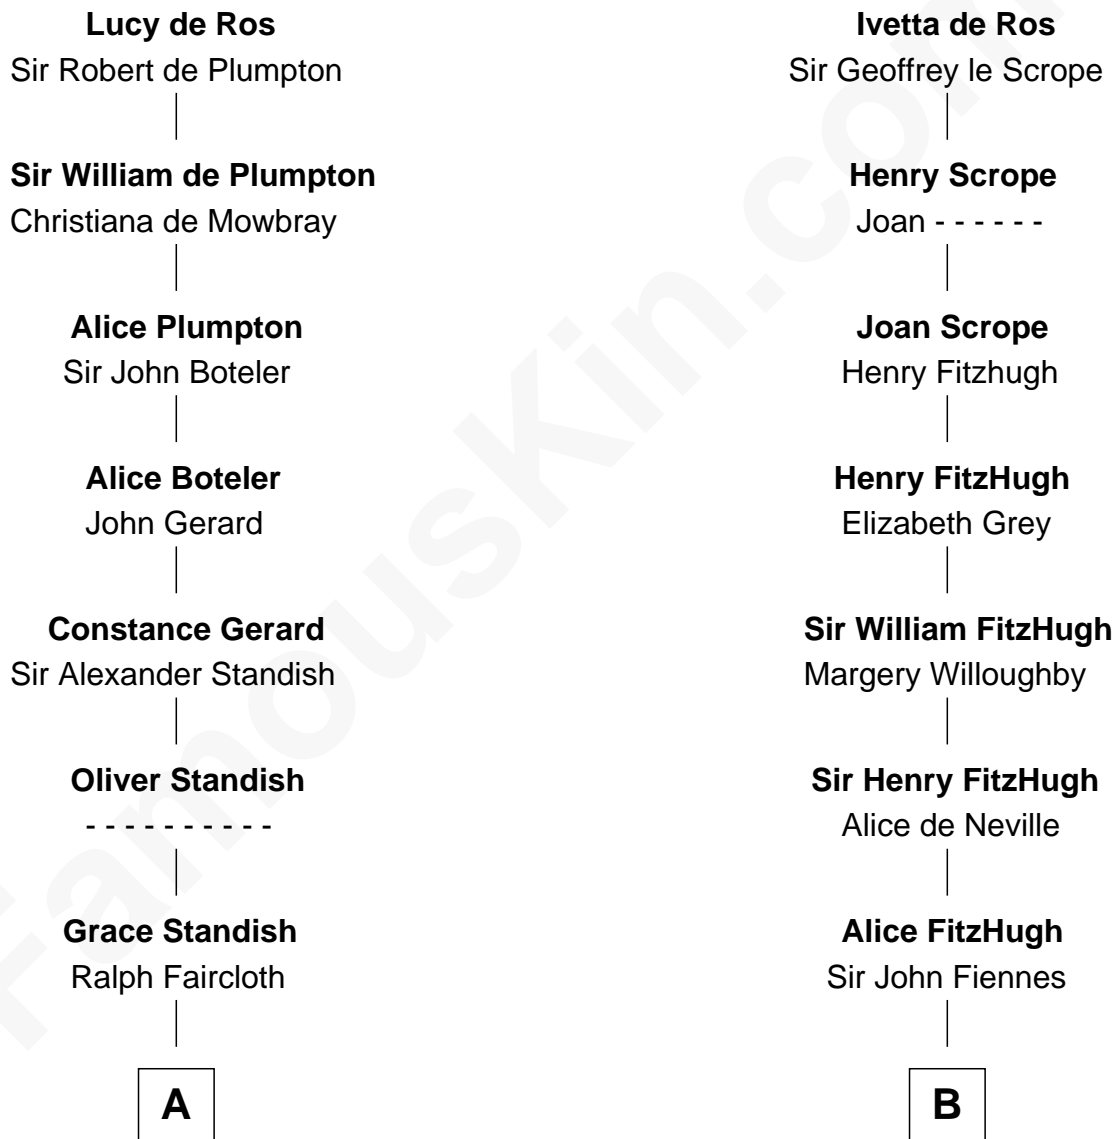 Lucy de Ros
Sir Robert de Plumpton
Sir William de Plumpton
Christiana de Mowbray
Alice Plumpton
Sir John Boteler
Alice Boteler
John Gerard
Constance Gerard
Sir Alexander Standish
Oliver Standish
- - - - - - - - - -
Grace Standish
Ralph Faircloth
A
Ivetta de Ros
Sir Geoffrey le Scrope
Henry Scrope
Joan - - - - - -
Joan Scrope
Henry Fitzhugh
Henry FitzHugh
Elizabeth Grey
Sir William FitzHugh
Margery Willoughby
Sir Henry FitzHugh
Alice de Neville
Alice FitzHugh
Sir John Fiennes
B
FamousKin.com